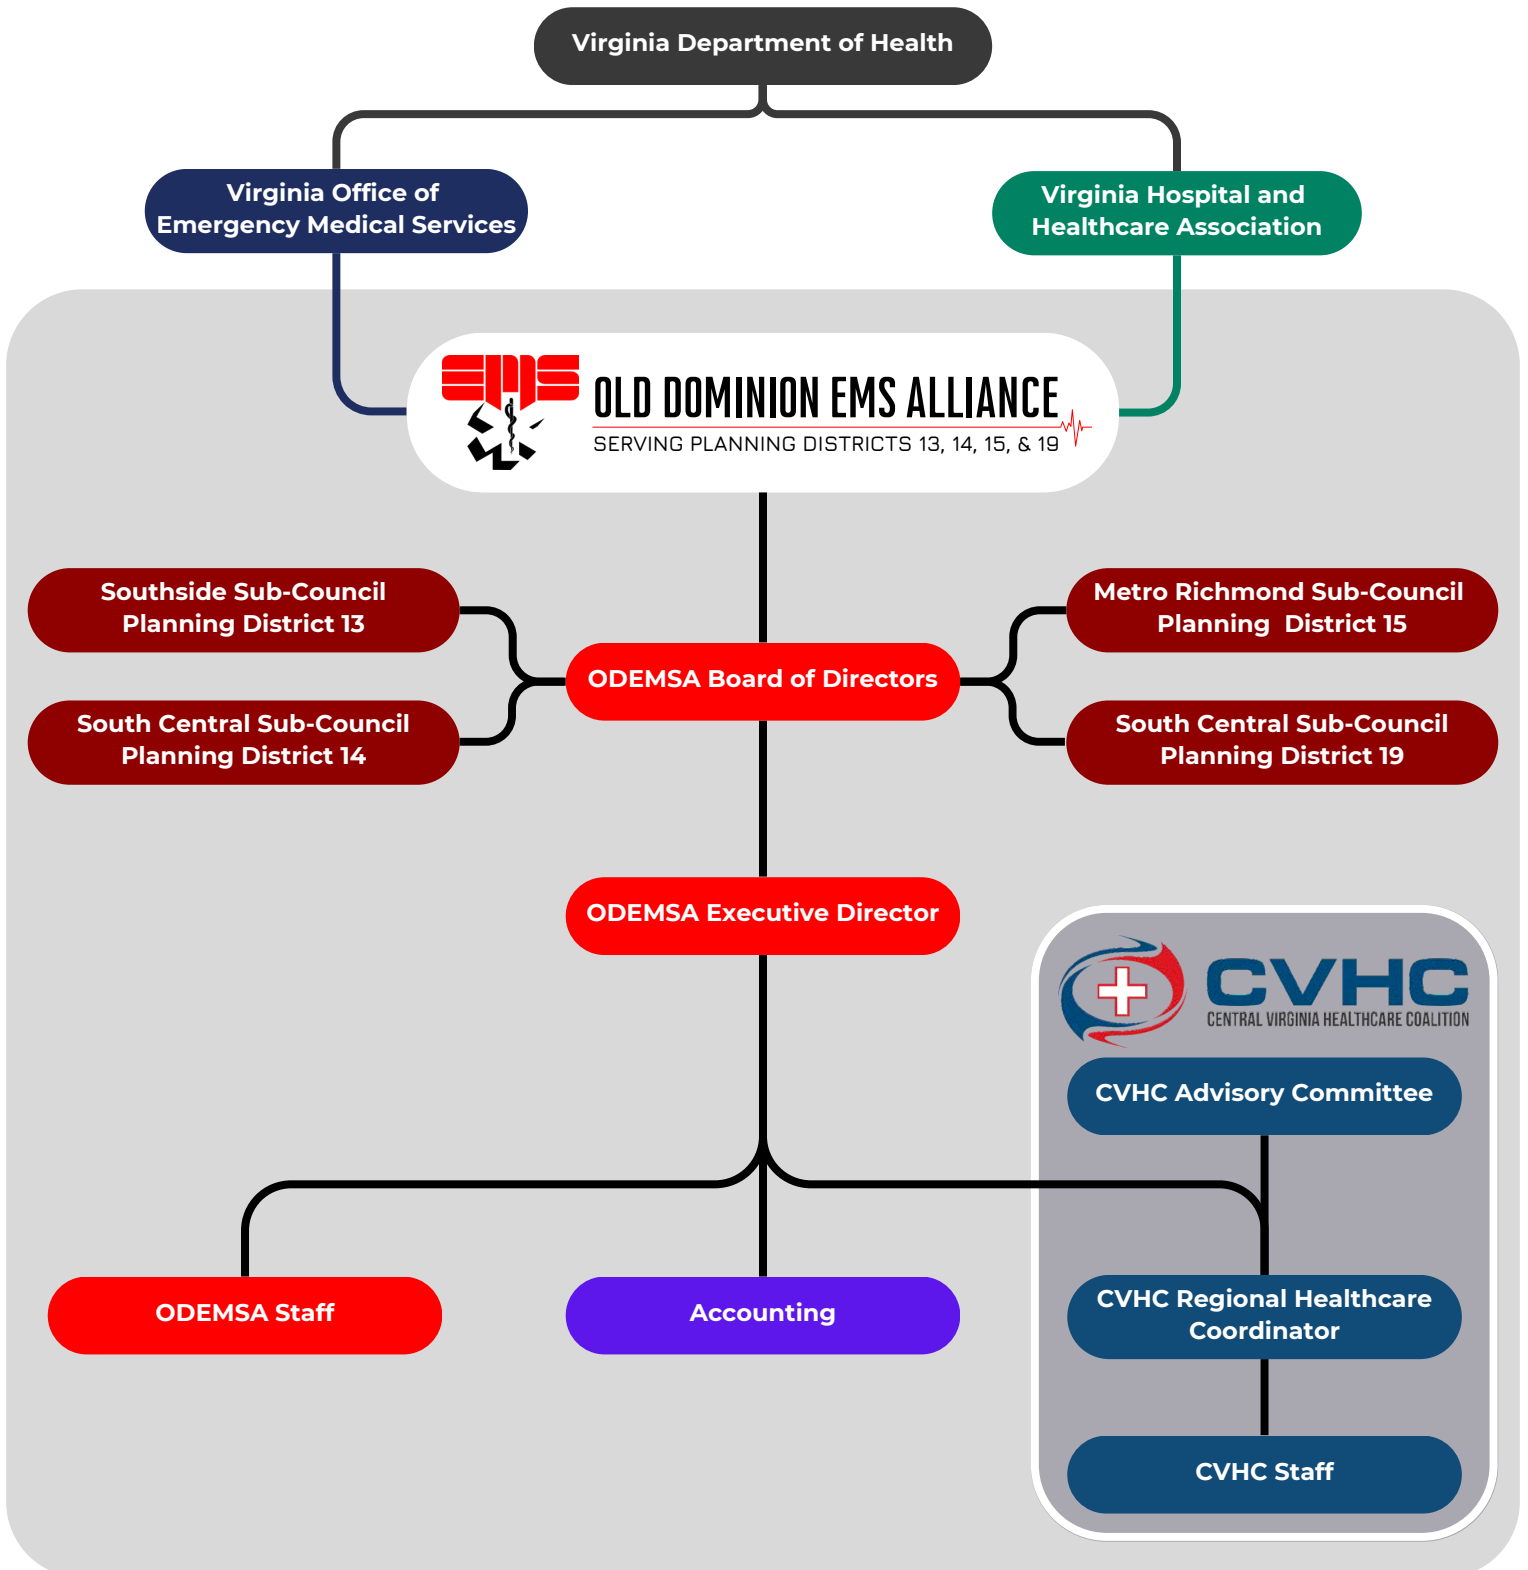 Virginia Department of Health
Virginia Office of
Emergency Medical Services
Virginia Hospital and
Healthcare Association
EMS
OLD DOMINION EMS ALLIANCE
SERVING PLANNING DISTRICTS 13, 14, 15, & 19
Southside Sub-Council
Planning District 13
Metro Richmond Sub-Council
Planning District 15
ODEMSA Board of Directors
South Central Sub-Council
Planning District 14
South Central Sub-Council
Planning District 19
ODEMSA Executive Director
CVHC
CENTRAL VIRGINIA HEALTHCARE COALITION
CVHC Advisory Committee
ODEMSA Staff
Accounting
CVHC Regional Healthcare
Coordinator
CVHC Staff